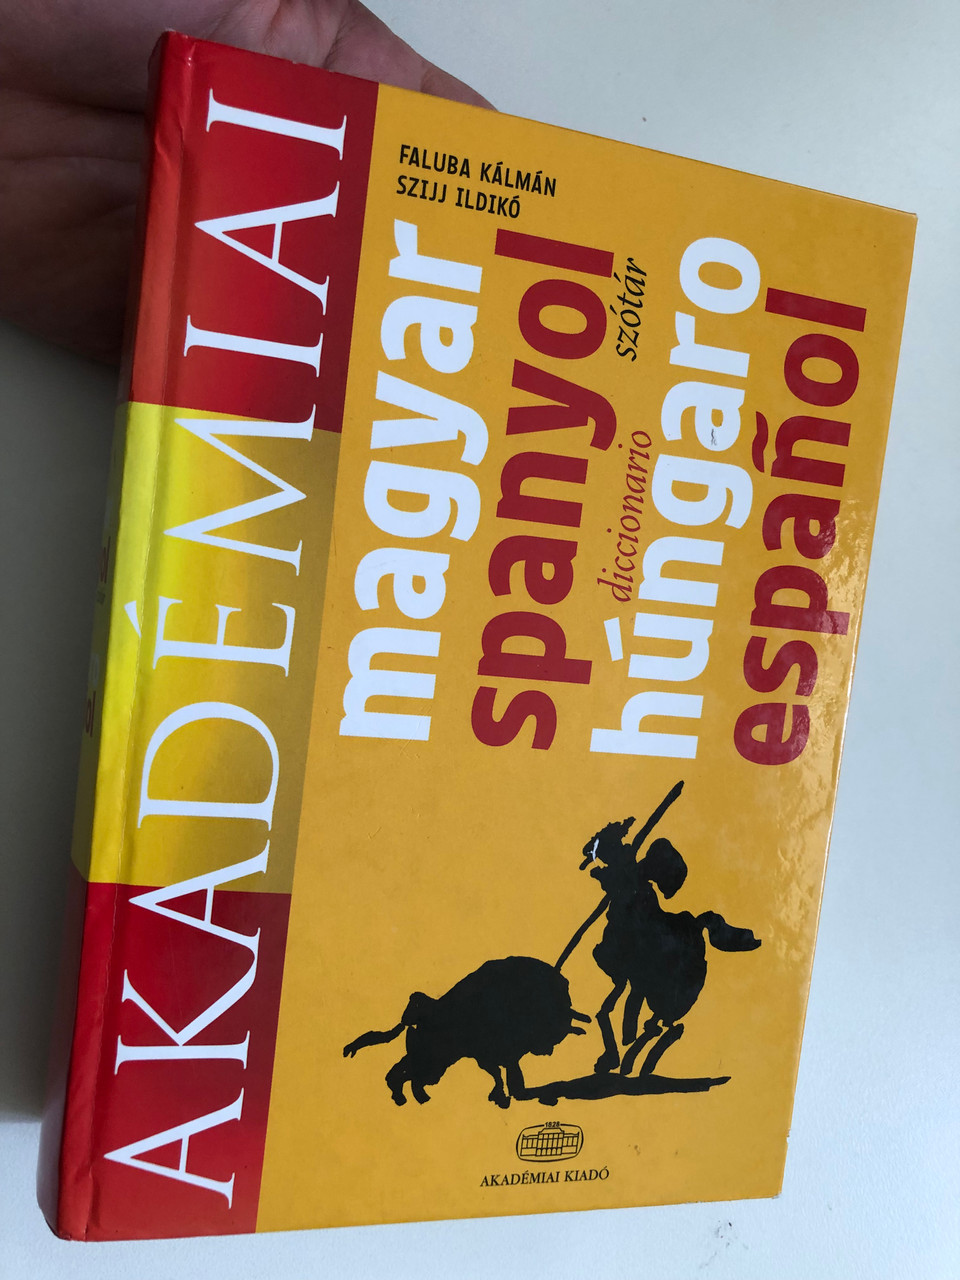 AKADÉMIAI
FALUBA KÁLMÁN
SZIJJ ILDIKÓ
magyar
spanyol
szótár
diccionario
húngaro
español
1828
AKADÉMIAI KIADÓ